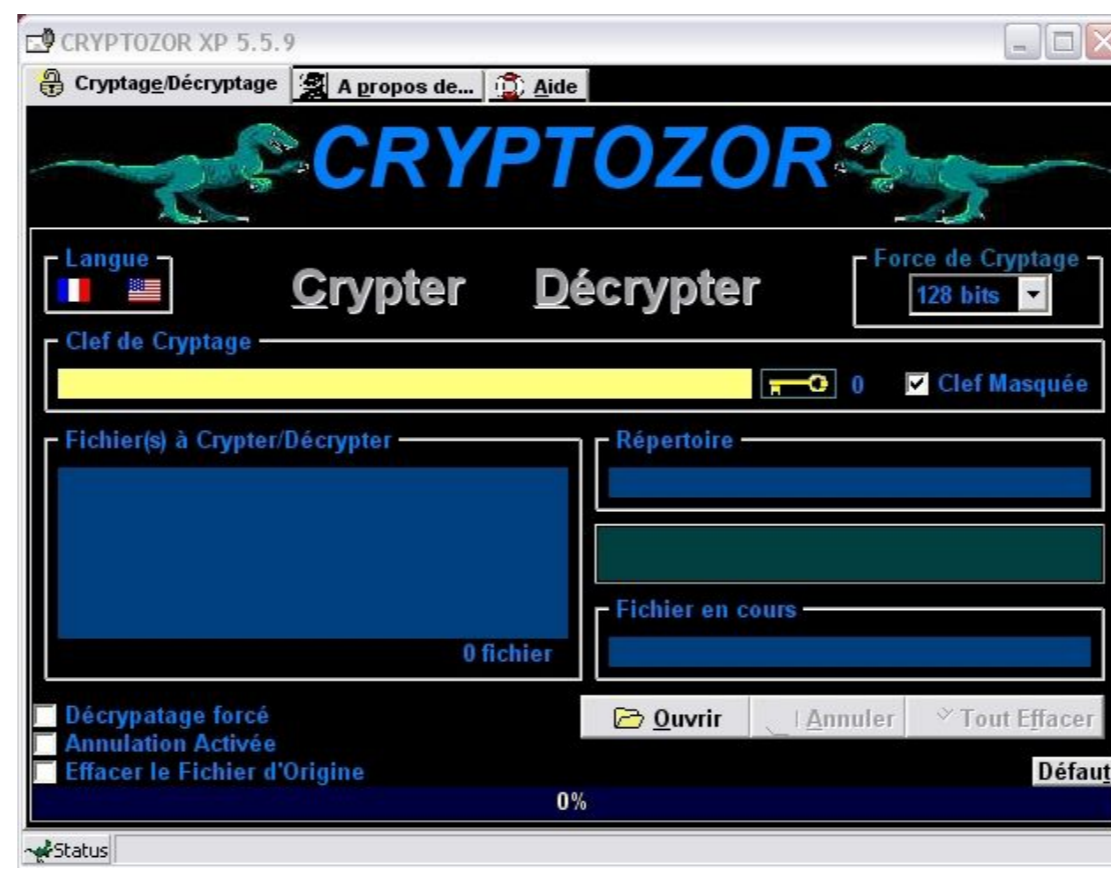 CRYPTOZOR XP 5.5.9
Cryptage/Décryptage A propos de... Aide
CRYPTOZOR
Langue
Crypter Décrypter
Force de Cryptage
128 bits
Clef de Cryptage
0 Clef Masquée
Fichier(s) à Crypter/Décrypter
Répertoire
Fichier en cours
0 fichier
Décrypatage forcé
Annulation Activée
Effacer le Fichier d'Origine
Ouvrir Annuler Tout Effacer
Défaut
0%
Status